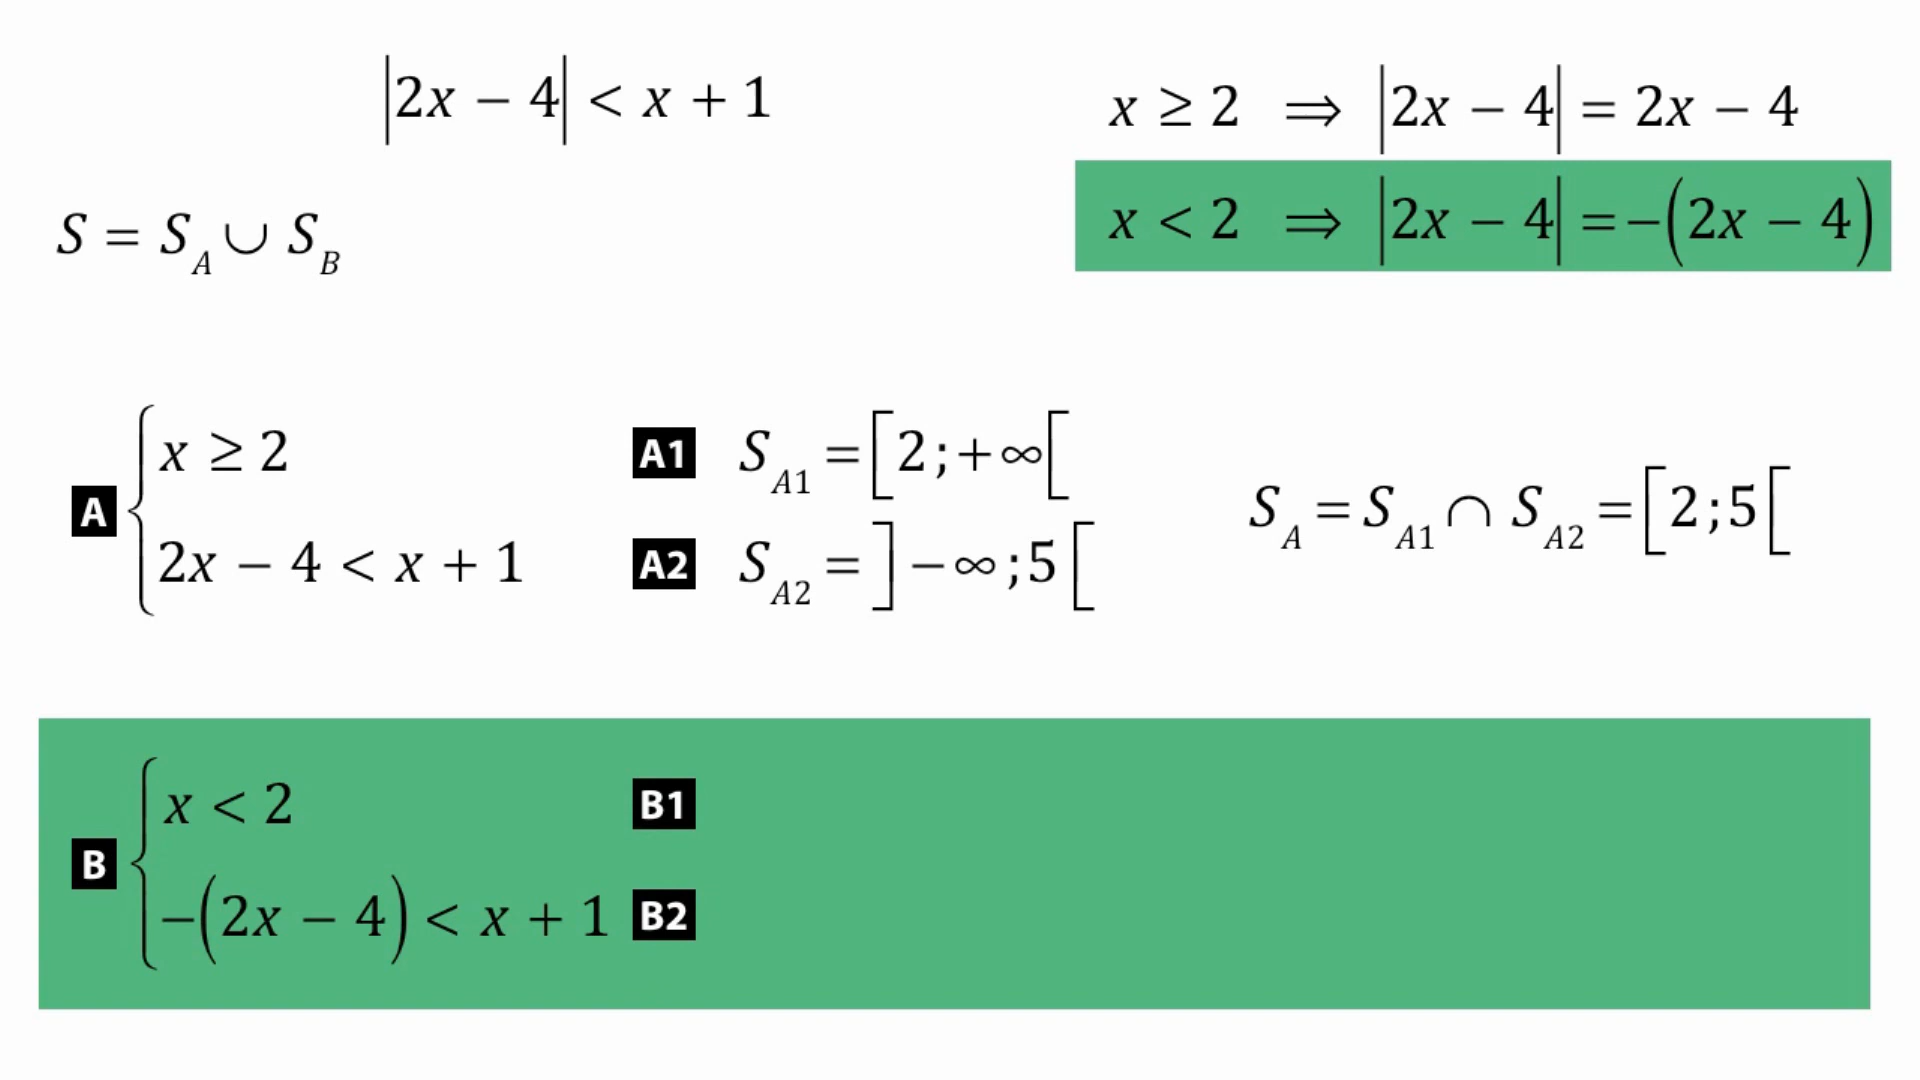 |2x − 4| < x + 1
x ≥ 2 ⇒ |2x − 4| = 2x − 4
x < 2 ⇒ |2x − 4| = −(2x − 4)
S = S_A ∪ S_B
A { x ≥ 2
2x − 4 < x + 1
A1 S_A1 = [2;+∞[
A2 S_A2 = ]−∞;5[
S_A = S_A1 ∩ S_A2 = [2;5[
B { x < 2
−(2x − 4) < x + 1
B1
B2